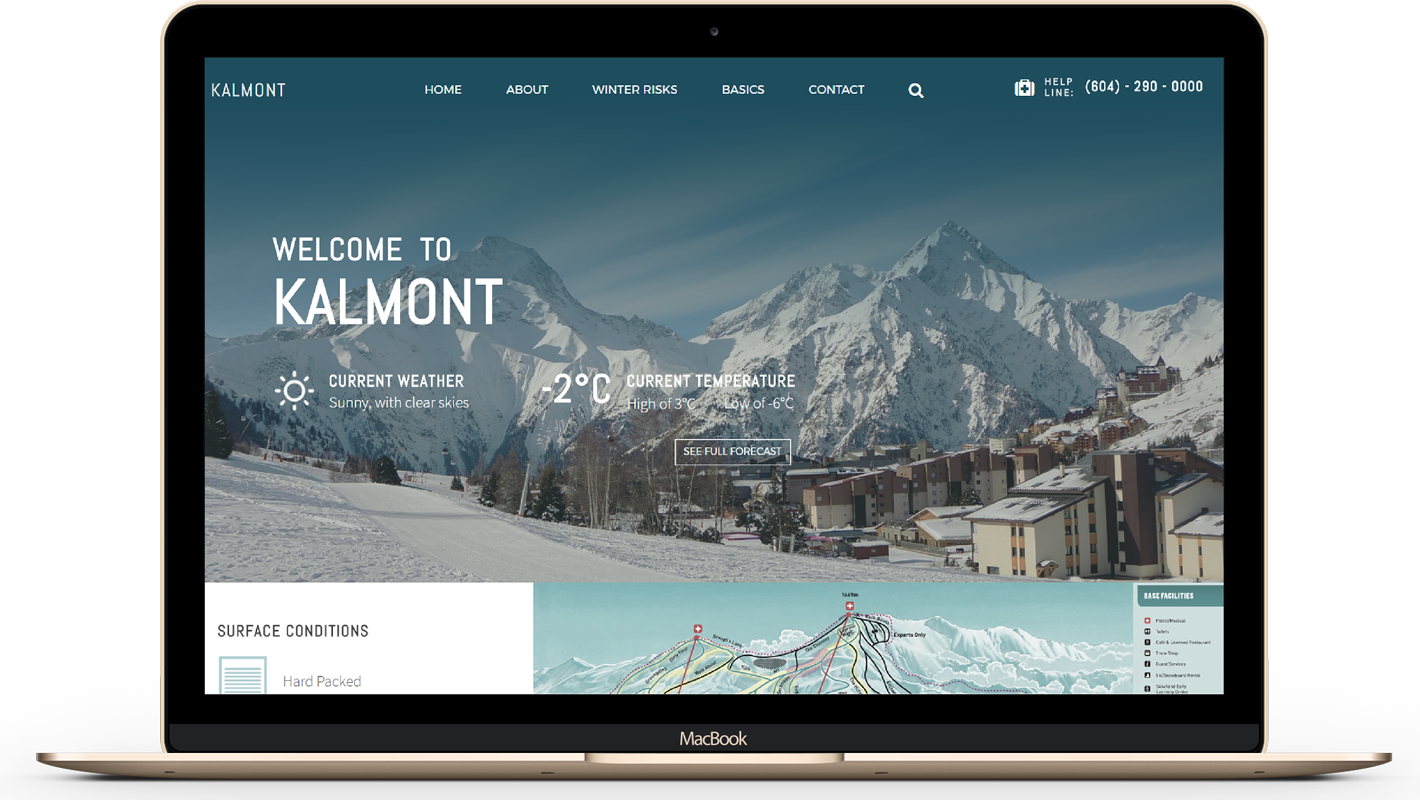 KALMONT
HOME ABOUT WINTER RISKS BASICS CONTACT
HELP LINE: (604) - 290 - 0000
WELCOME TO
KALMONT
CURRENT WEATHER
Sunny, with clear skies
-2°C CURRENT TEMPERATURE
High of 3°C Low of -6°C
SEE FULL FORECAST
SURFACE CONDITIONS
Hard Packed
1649m
Experts Only
BASE FACILITIES
Patrol/Medical
Toilets
Café & Licensed Restaurant
Snow Shop
Guest Services
Ski/Snowboard Rental
MacBook